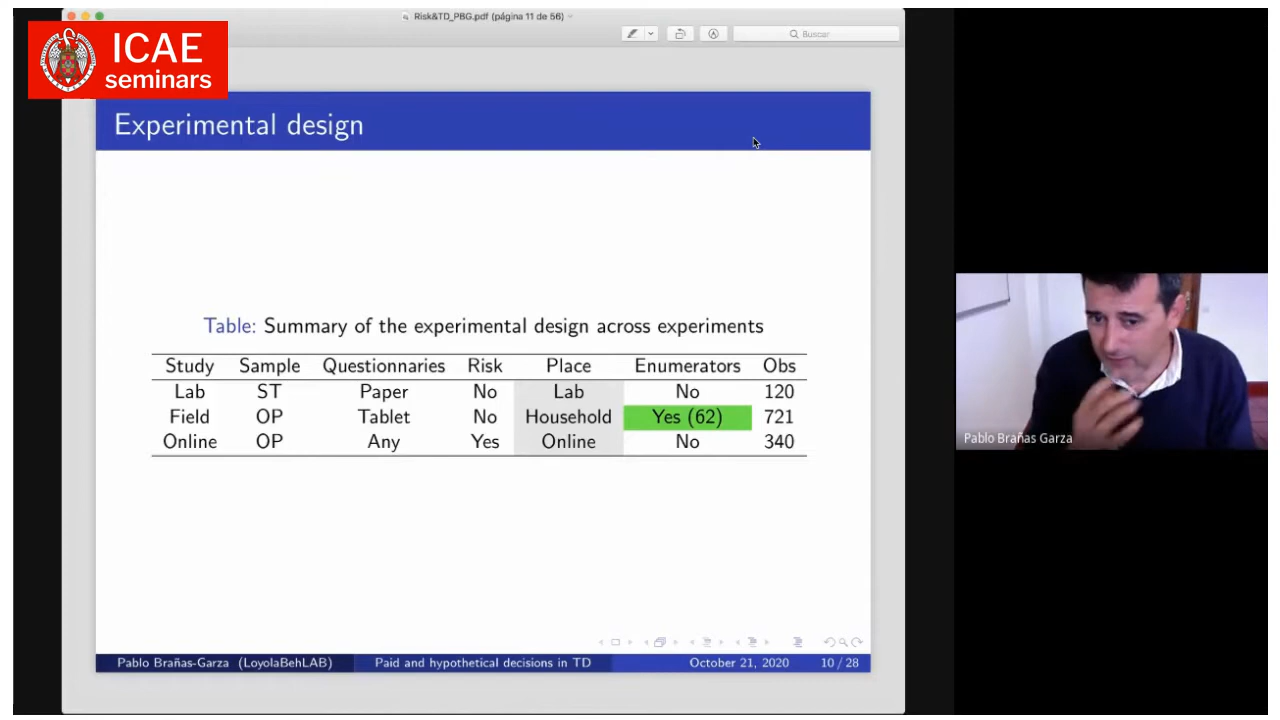 Risk&TD_PBG.pdf (página 11 de 56)
Buscar
ICAE
seminars
Experimental design
Table: Summary of the experimental design across experiments
Study Sample Questionnaries Risk Place Enumerators Obs
Lab ST Paper No Lab No 120
Field OP Tablet No Household Yes (62) 721
Online OP Any Yes Online No 340
Pablo Brañas Garza
Pablo Brañas-Garza (LoyolaBehLAB) Paid and hypothetical decisions in TD October 21, 2020 10 / 28